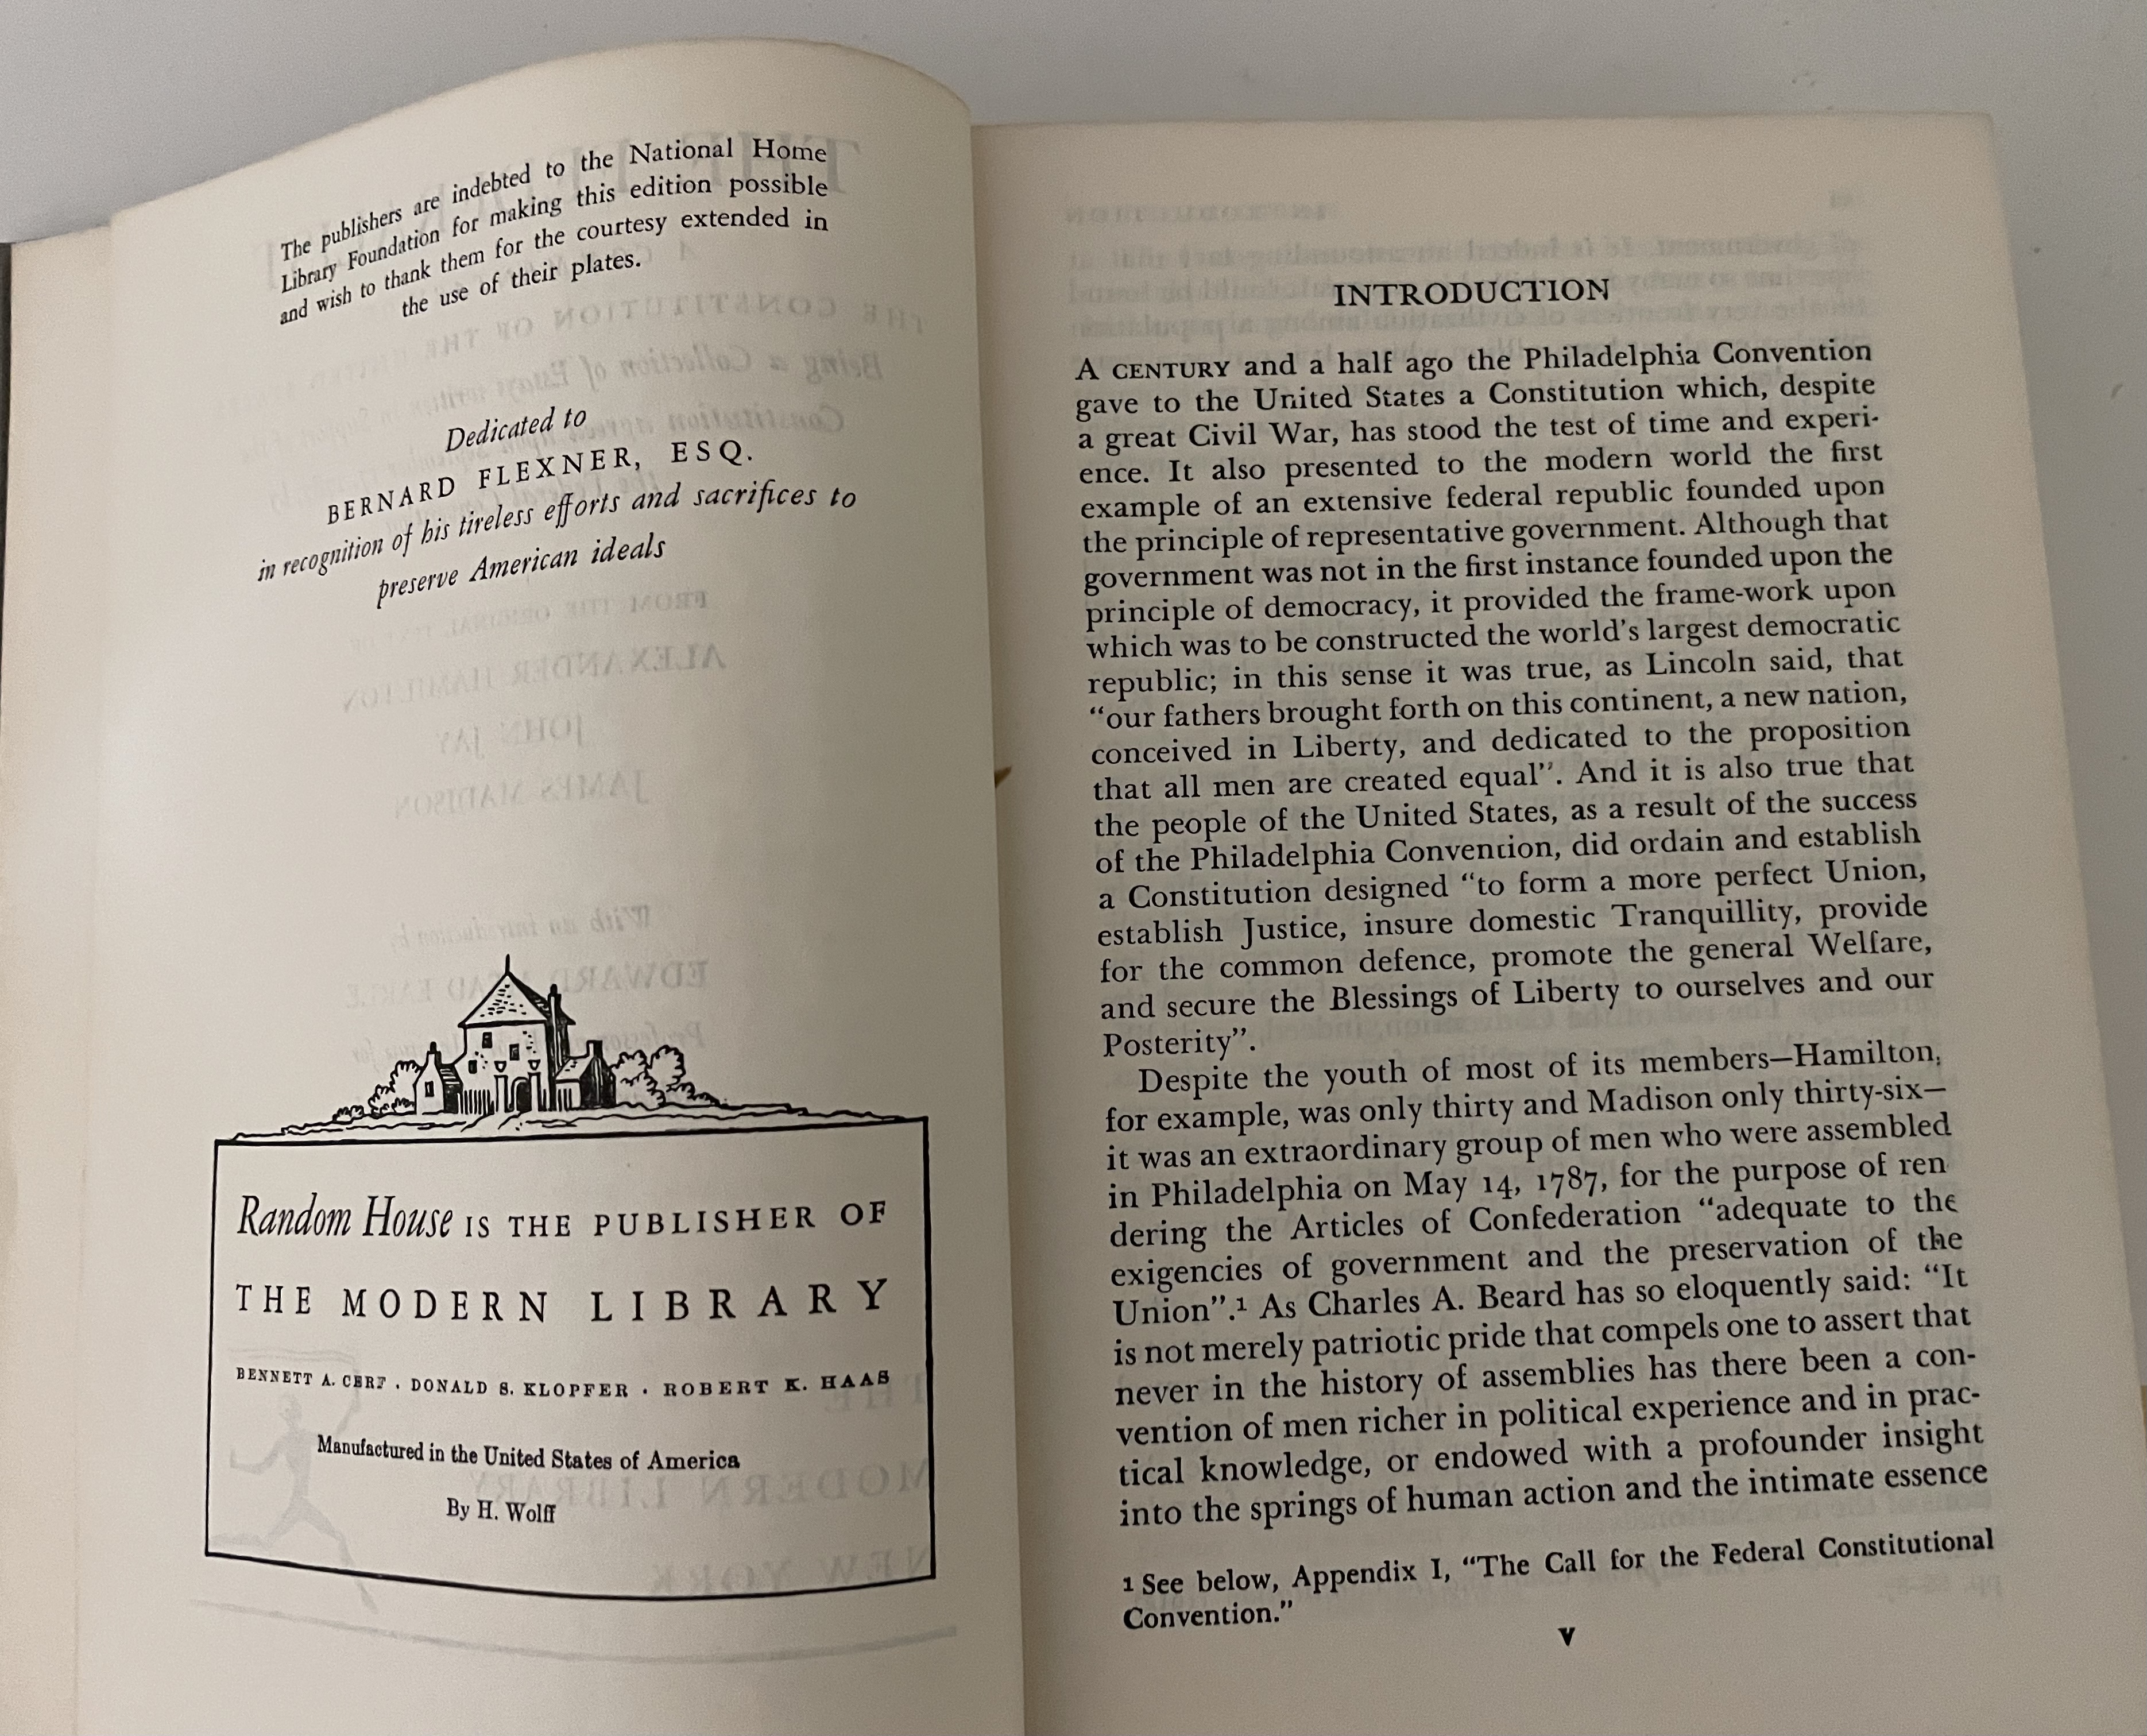 The publishers are indebted to the National Home
Library Foundation for making this edition possible
and wish to thank them for the courtesy extended in
the use of their plates.
Dedicated to
BERNARD FLEXNER, ESQ.
in recognition of his tireless efforts and sacrifices to
preserve American ideals
Random House IS THE PUBLISHER OF
THE MODERN LIBRARY
BENNETT A. CERF · DONALD S. KLOPFER · ROBERT K. HAAS
Manufactured in the United States of America
By H. Wolff
INTRODUCTION
A CENTURY and a half ago the Philadelphia Convention
gave to the United States a Constitution which, despite
a great Civil War, has stood the test of time and experi-
ence. It also presented to the modern world the first
example of an extensive federal republic founded upon
the principle of representative government. Although that
government was not in the first instance founded upon the
principle of democracy, it provided the frame-work upon
which was to be constructed the world's largest democratic
republic; in this sense it was true, as Lincoln said, that
“our fathers brought forth on this continent, a new nation,
conceived in Liberty, and dedicated to the proposition
that all men are created equal”. And it is also true that
the people of the United States, as a result of the success
of the Philadelphia Convention, did ordain and establish
a Constitution designed “to form a more perfect Union,
establish Justice, insure domestic Tranquillity, provide
for the common defence, promote the general Welfare,
and secure the Blessings of Liberty to ourselves and our
Posterity”.
Despite the youth of most of its members—Hamilton,
for example, was only thirty and Madison only thirty-six—
it was an extraordinary group of men who were assembled
in Philadelphia on May 14, 1787, for the purpose of ren
dering the Articles of Confederation “adequate to the
exigencies of government and the preservation of the
Union”.¹ As Charles A. Beard has so eloquently said: “It
is not merely patriotic pride that compels one to assert that
never in the history of assemblies has there been a con-
vention of men richer in political experience and in prac-
tical knowledge, or endowed with a profounder insight
into the springs of human action and the intimate essence
¹ See below, Appendix I, “The Call for the Federal Constitutional
Convention.”
v